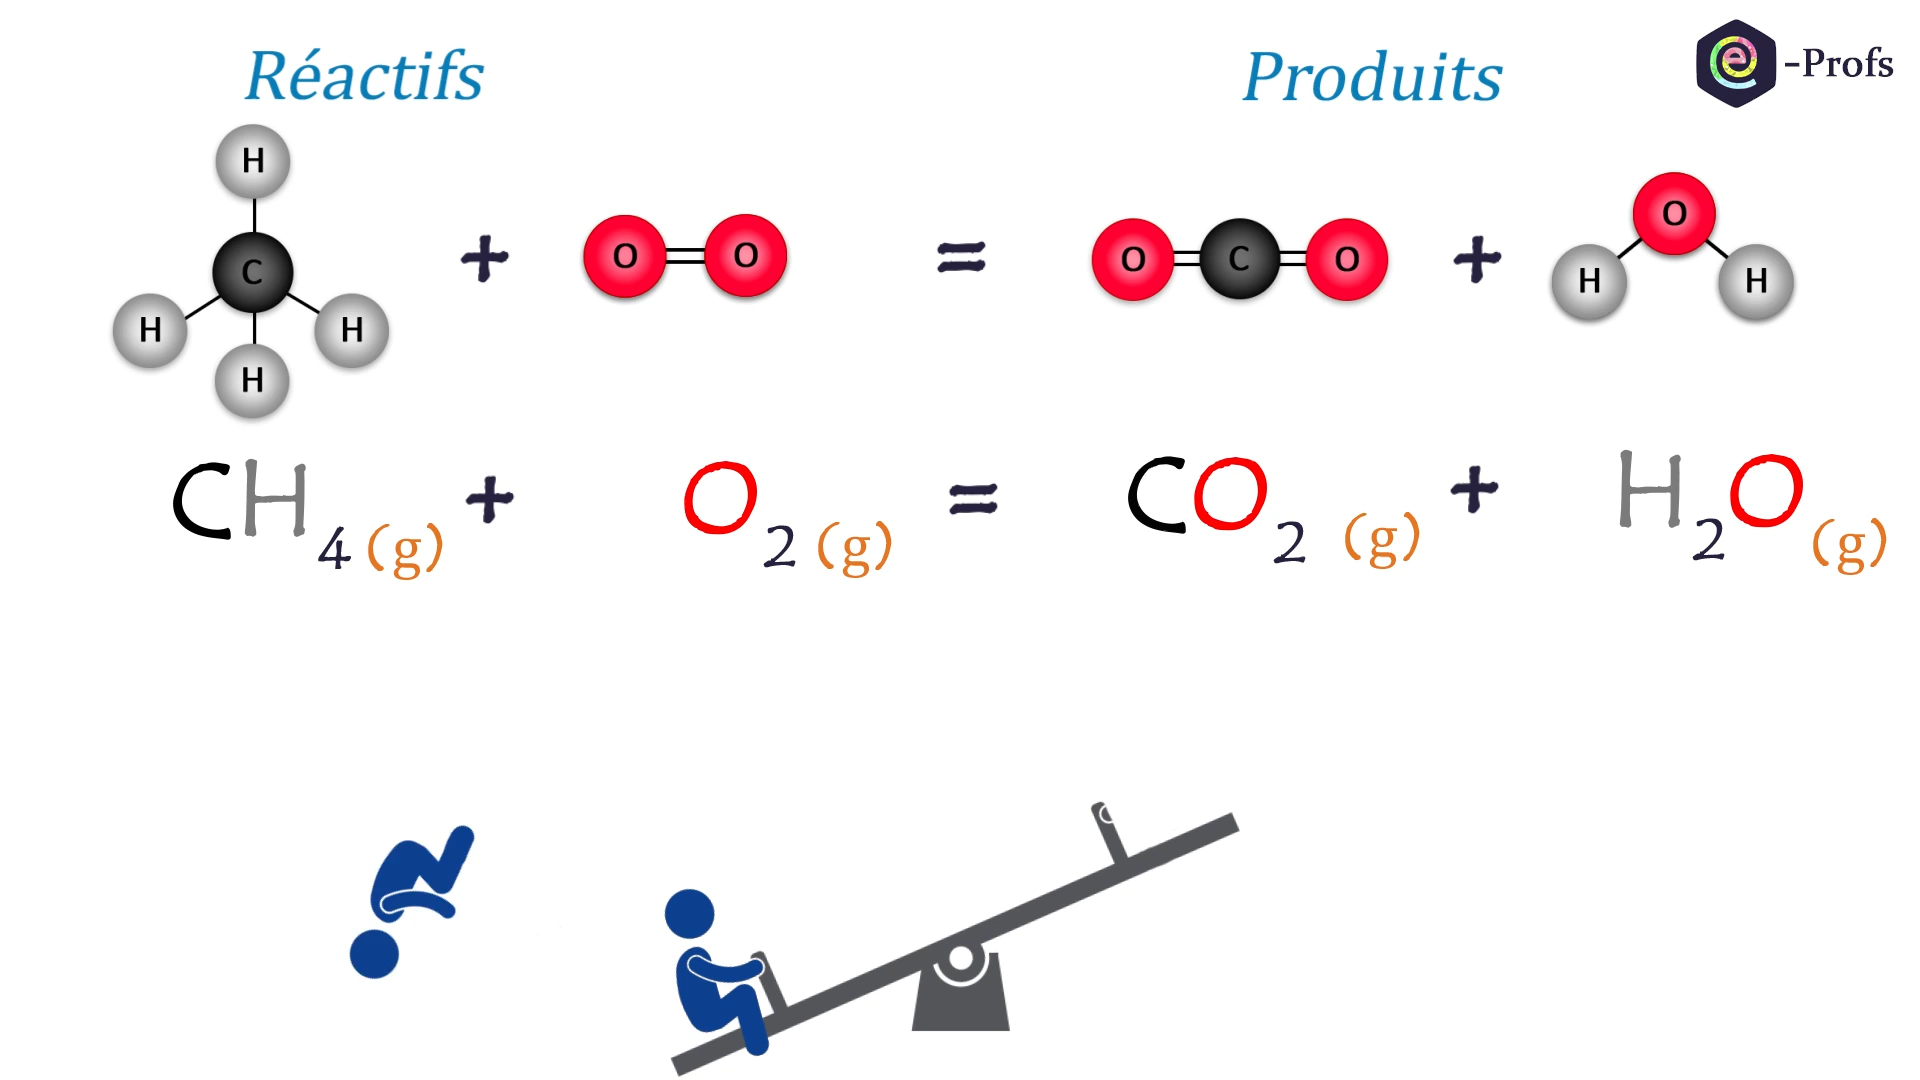 Réactifs Produits e-Profs
H
C
H H
H
+
O O
=
O C O
+
O
H H
CH4 (g) + O2 (g) = CO2 (g) + H2O (g)